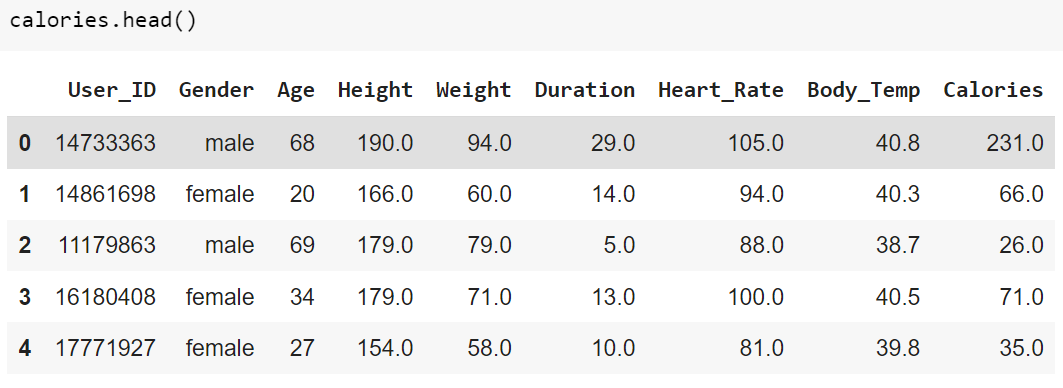 calories.head()
User_ID Gender Age Height Weight Duration Heart_Rate Body_Temp Calories
0 14733363 male 68 190.0 94.0 29.0 105.0 40.8 231.0
1 14861698 female 20 166.0 60.0 14.0 94.0 40.3 66.0
2 11179863 male 69 179.0 79.0 5.0 88.0 38.7 26.0
3 16180408 female 34 179.0 71.0 13.0 100.0 40.5 71.0
4 17771927 female 27 154.0 58.0 10.0 81.0 39.8 35.0